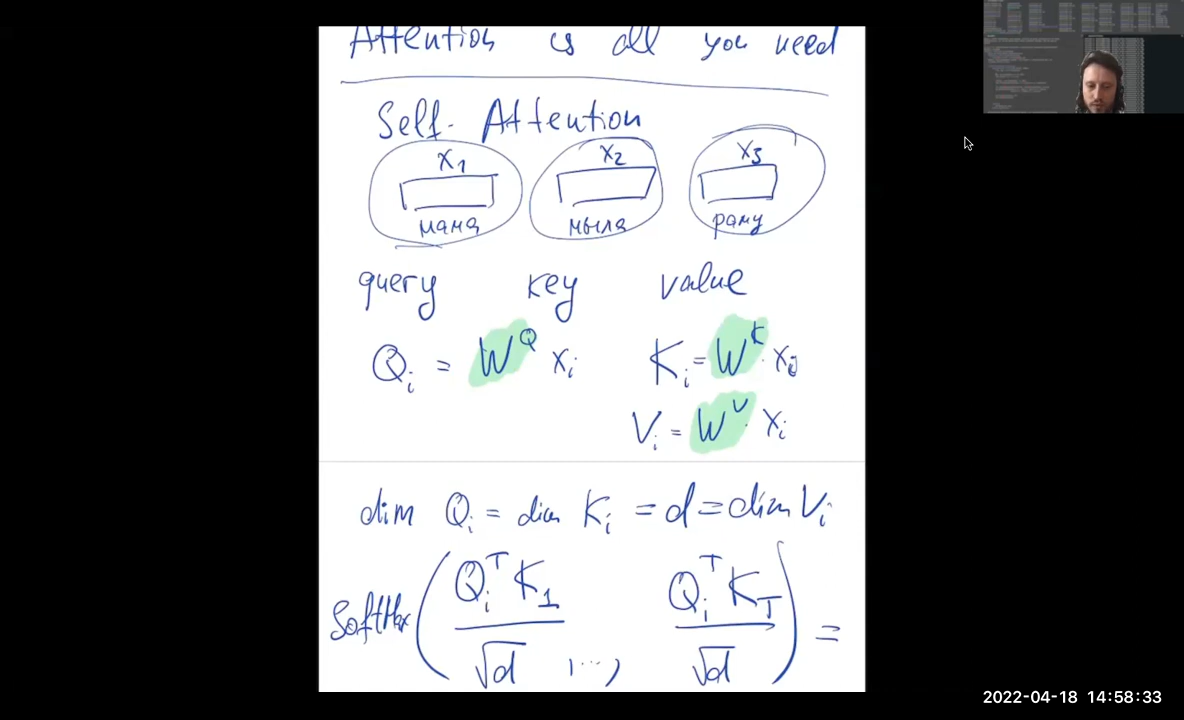 Attention is all you need
Self-Attention
x₁ x₂ x₃
мама мыла раму
query key value
Qᵢ = W^Q xᵢ Kᵢ = W^K · xᵢ
Vᵢ = W^V · xᵢ
dim Qᵢ = dim Kᵢ = d = dim Vᵢ
SoftMax ( Qᵢ^T K₁ / √d , ... , Qᵢ^T K_T / √d ) =
2022-04-18 14:58:33